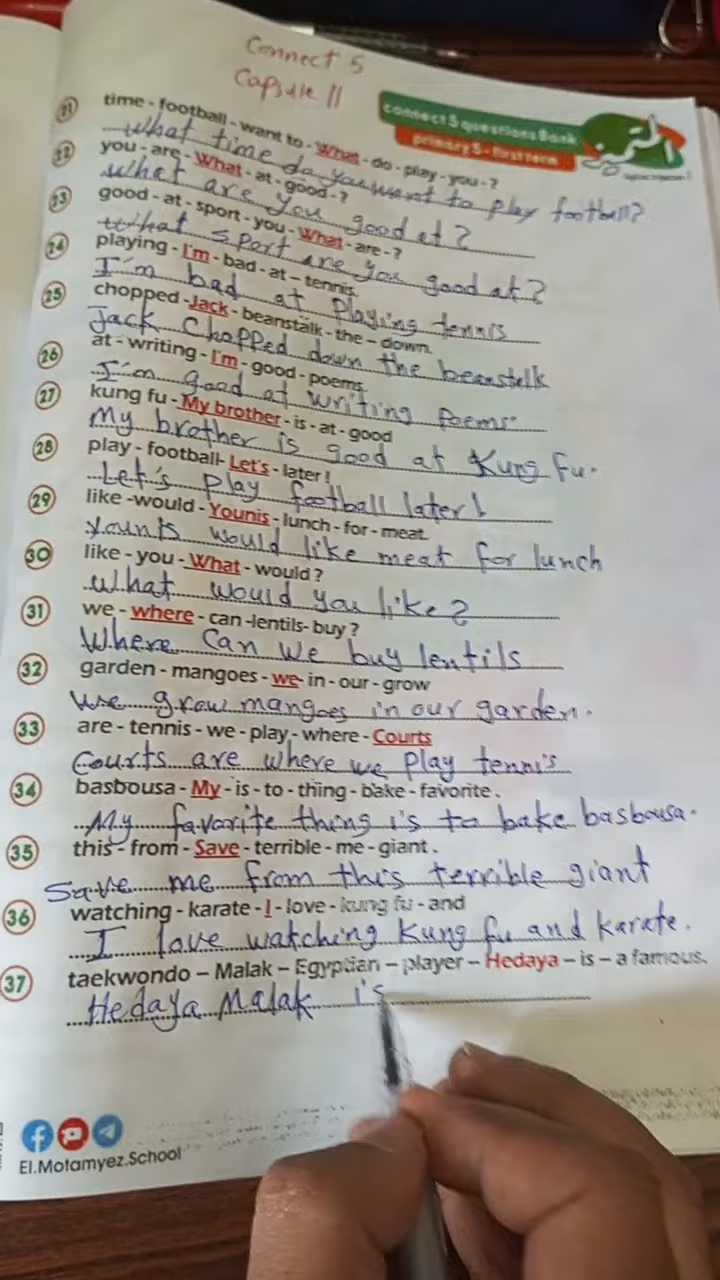 Connect 5
Capsule 11
connect 5 questions Bank
primary 5 - first term
المتميز
21 time - football - want to - What - do - play - you - ?
What time do you want to play football?
22 you - are - What - at - good - ?
What are you good at?
23 good - at - sport - you - What - are - ?
What sport are you good at?
24 playing - I'm - bad - at - tennis
I'm bad at playing tennis
25 chopped - Jack - beanstalk - the - down.
Jack chopped down the beanstalk
26 at - writing - I'm - good - poems.
I'm good at writing poems.
27 kung fu - My brother - is - at - good
My brother is good at Kung fu.
28 play - football - Let's - later !
Let's play football later!
29 like - would - Younis - lunch - for - meat.
Younis would like meat for lunch
30 like - you - What - would ?
What would you like?
31 we - where - can - lentils - buy ?
Where can we buy lentils
32 garden - mangoes - we - in - our - grow
We grow mangoes in our garden.
33 are - tennis - we - play - where - Courts
Courts are where we play tennis
34 basbousa - My - is - to - thing - bake - favorite .
My favorite thing is to bake basbousa.
35 this - from - Save - terrible - me - giant .
Save me from this terrible giant
36 watching - karate - I - love - kung fu - and
I love watching Kung fu and karate.
37 taekwondo – Malak – Egyptian – player – Hedaya – is – a famous.
Hedaya Malak is
El.Motamyez.School